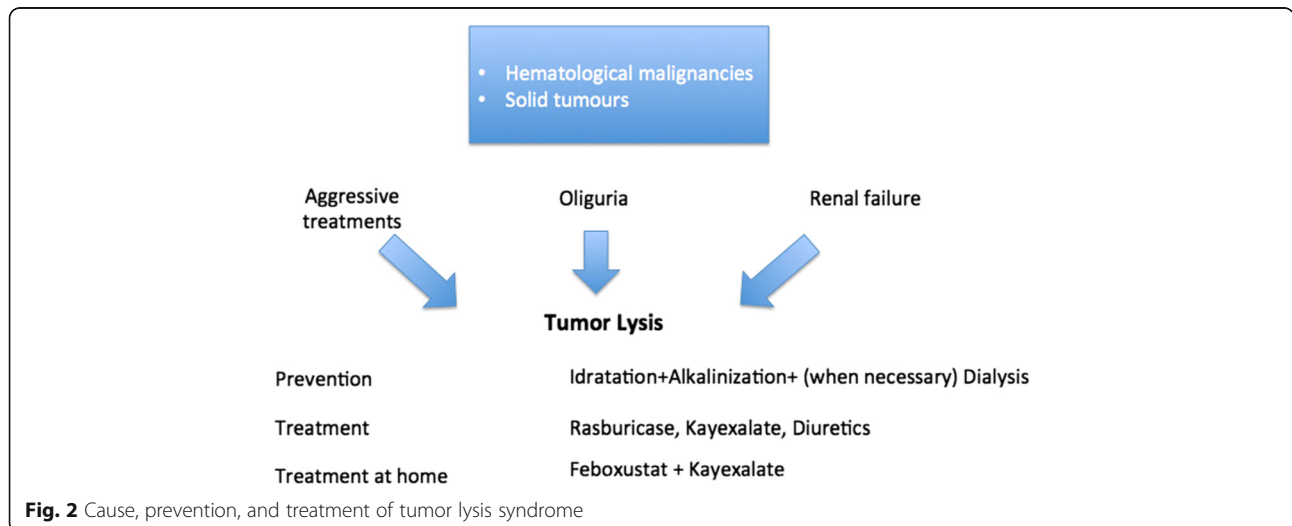 • Hematological malignancies
• Solid tumours
Aggressive
treatments
Oliguria
Renal failure
Tumor Lysis
Prevention
Idratation+Alkalinization+ (when necessary) Dialysis
Treatment
Rasburicase, Kayexalate, Diuretics
Treatment at home
Feboxustat + Kayexalate
Fig. 2 Cause, prevention, and treatment of tumor lysis syndrome